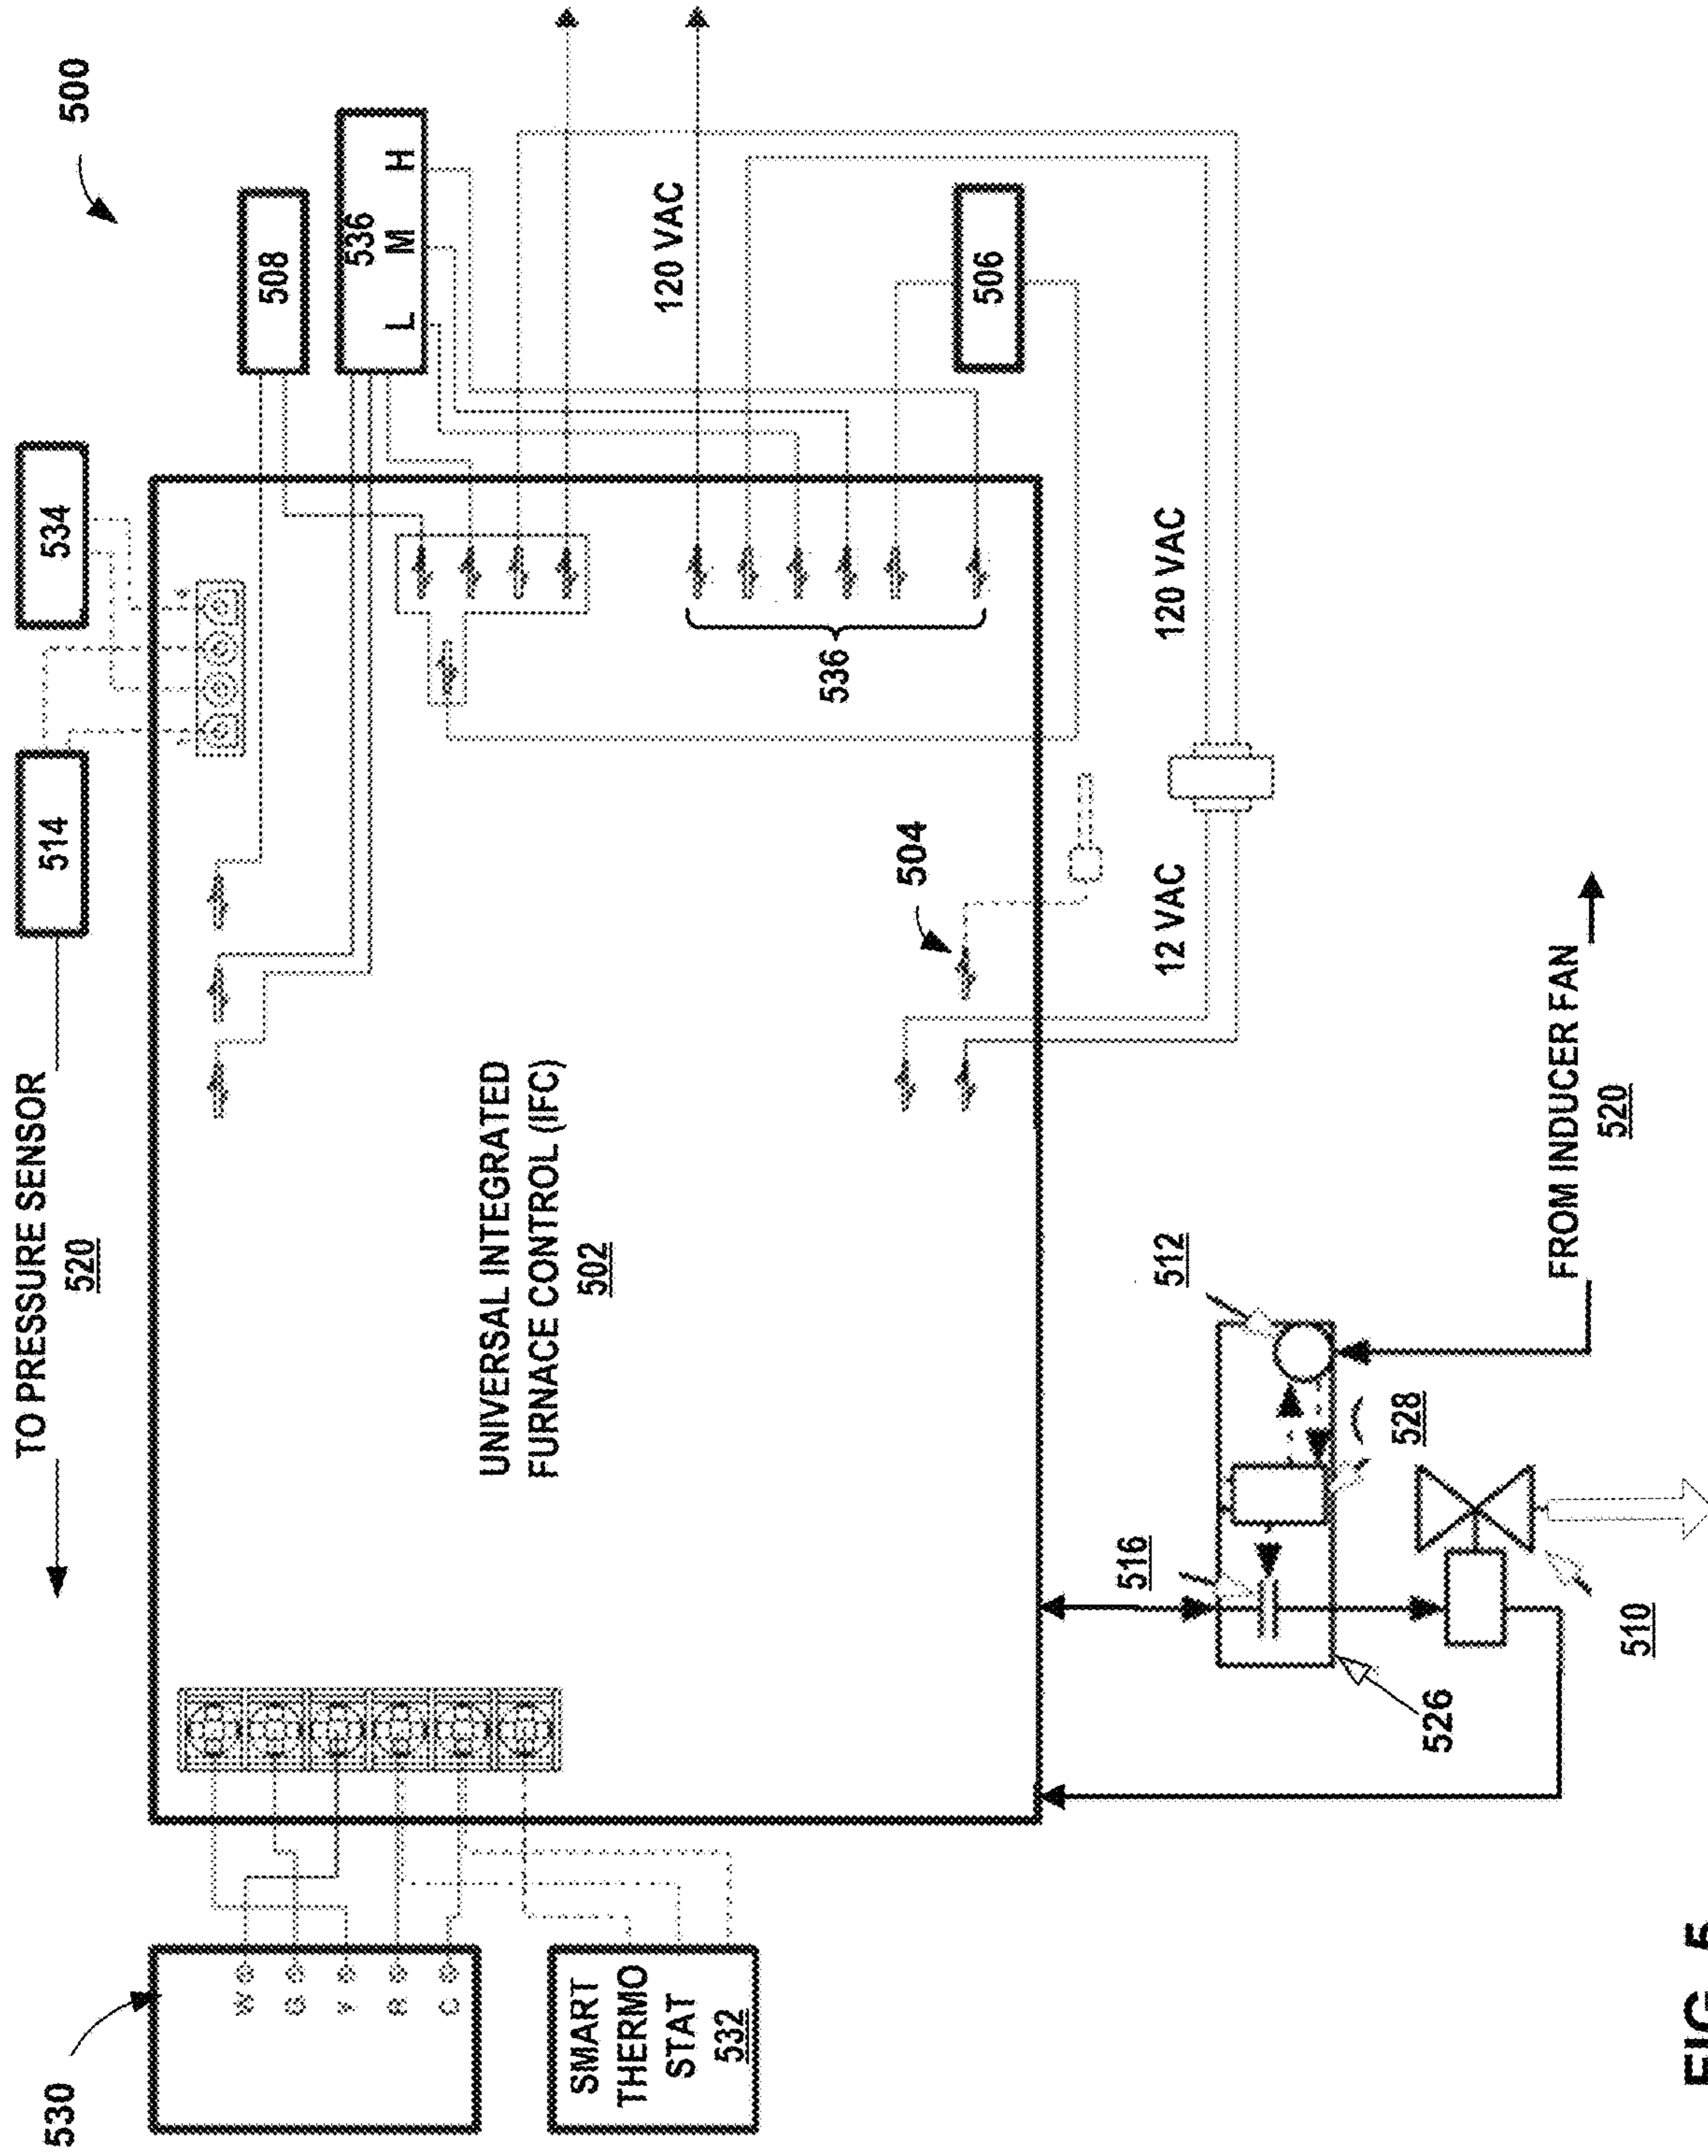 500
534
514
508
536
L M H
TO PRESSURE SENSOR
520
120 VAC
506
UNIVERSAL INTEGRATED
FURNACE CONTROL (IFC)
502
536
504
120 VAC
12 VAC
530
W
G
Y
R
C
SMART
THERMO
STAT
532
516
512
528
526
510
FROM INDUCER FAN
520
FIG. 5